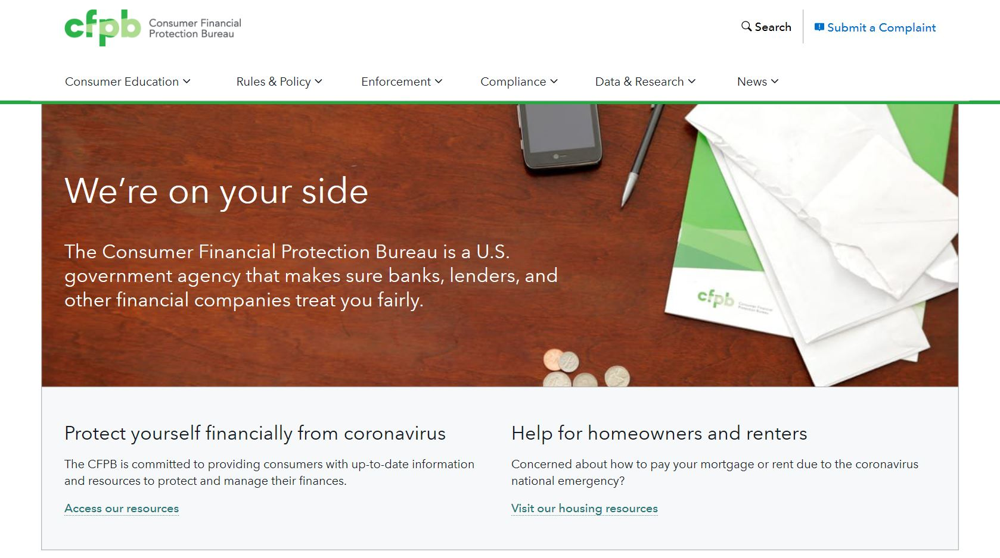 cfpb
Consumer Financial
Protection Bureau
Search
Submit a Complaint
Consumer Education
Rules & Policy
Enforcement
Compliance
Data & Research
News
We’re on your side
The Consumer Financial Protection Bureau is a U.S.
government agency that makes sure banks, lenders, and
other financial companies treat you fairly.
cfpb
Consumer Financial
Protection Bureau
Protect yourself financially from coronavirus
The CFPB is committed to providing consumers with up-to-date information
and resources to protect and manage their finances.
Access our resources
Help for homeowners and renters
Concerned about how to pay your mortgage or rent due to the coronavirus
national emergency?
Visit our housing resources